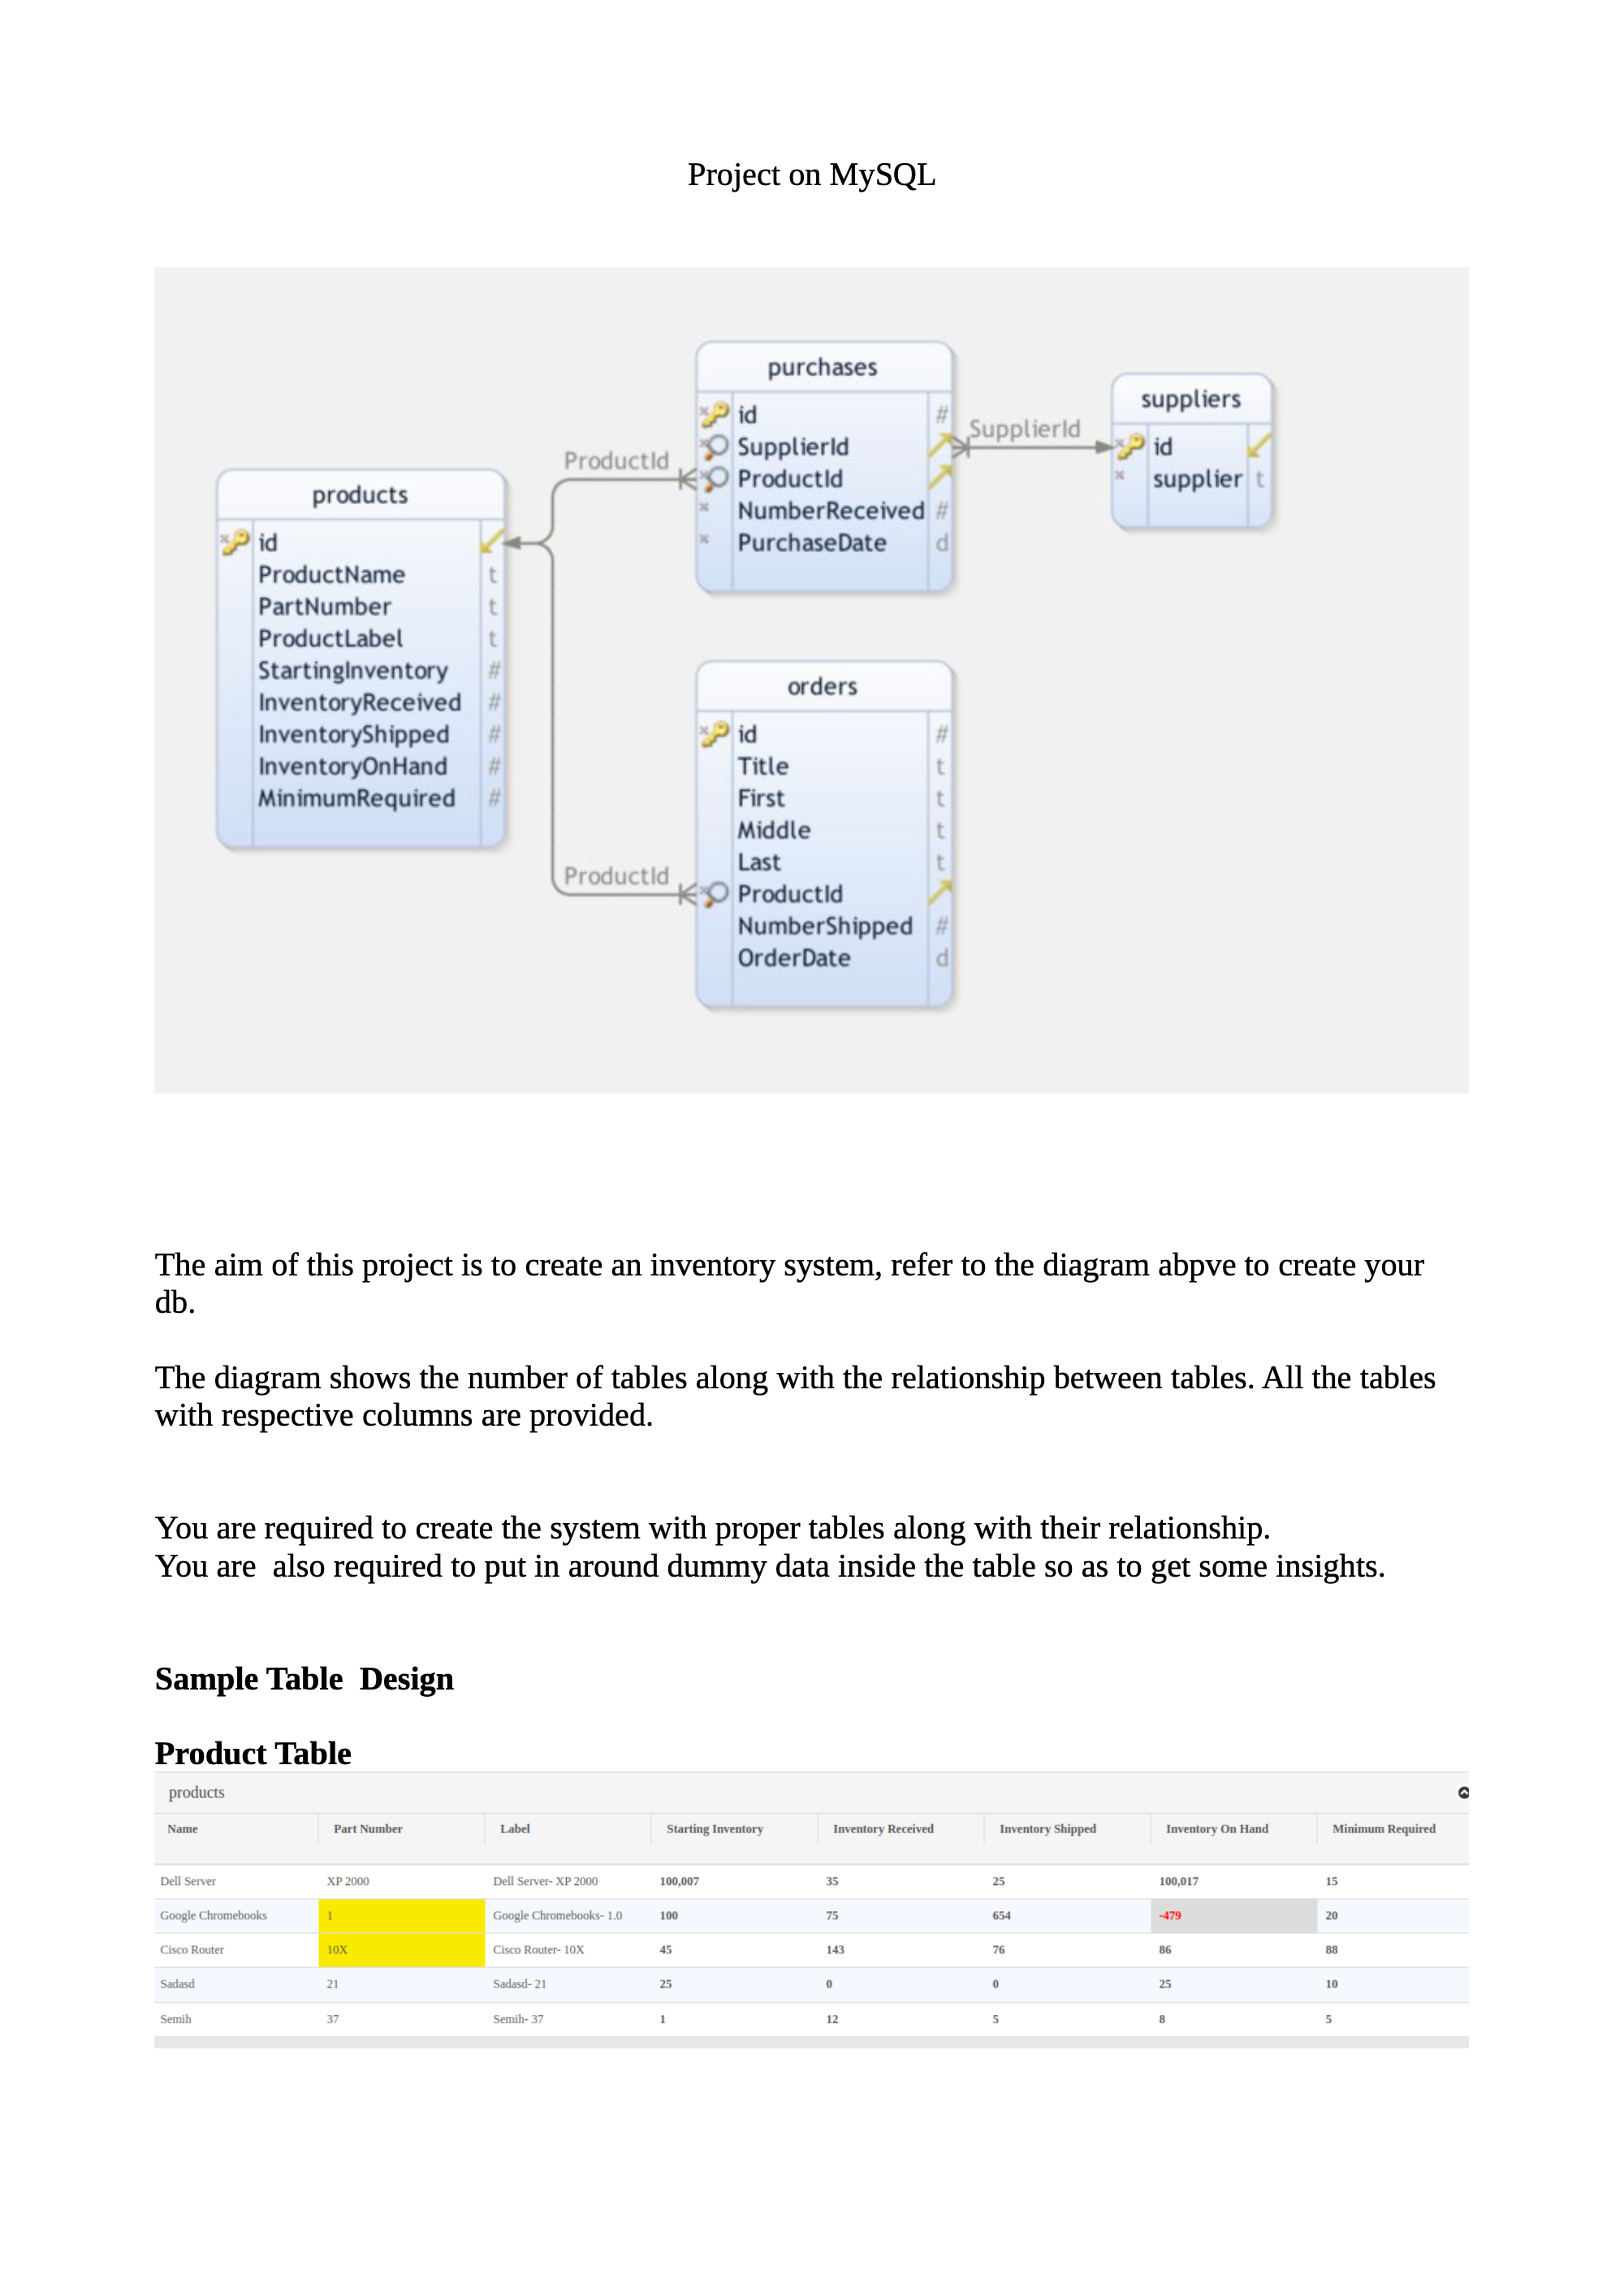 Project on MySQL
purchases
id #
SupplierId
ProductId
NumberReceived #
PurchaseDate d
SupplierId
suppliers
id
supplier t
ProductId
products
id
ProductName t
PartNumber t
ProductLabel t
StartingInventory #
InventoryReceived #
InventoryShipped #
InventoryOnHand #
MinimumRequired #
orders
id #
Title t
First t
Middle t
Last t
ProductId
NumberShipped #
OrderDate d
ProductId
The aim of this project is to create an inventory system, refer to the diagram abpve to create your
db.
The diagram shows the number of tables along with the relationship between tables. All the tables
with respective columns are provided.
You are required to create the system with proper tables along with their relationship.
You are  also required to put in around dummy data inside the table so as to get some insights.
Sample Table  Design
Product Table
products
Name Part Number Label Starting Inventory Inventory Received Inventory Shipped Inventory On Hand Minimum Required
Dell Server XP 2000 Dell Server- XP 2000 100,007 35 25 100,017 15
Google Chromebooks 1 Google Chromebooks- 1.0 100 75 654 -479 20
Cisco Router 10X Cisco Router- 10X 45 143 76 86 88
Sadasd 21 Sadasd- 21 25 0 0 25 10
Semih 37 Semih- 37 1 12 5 8 5